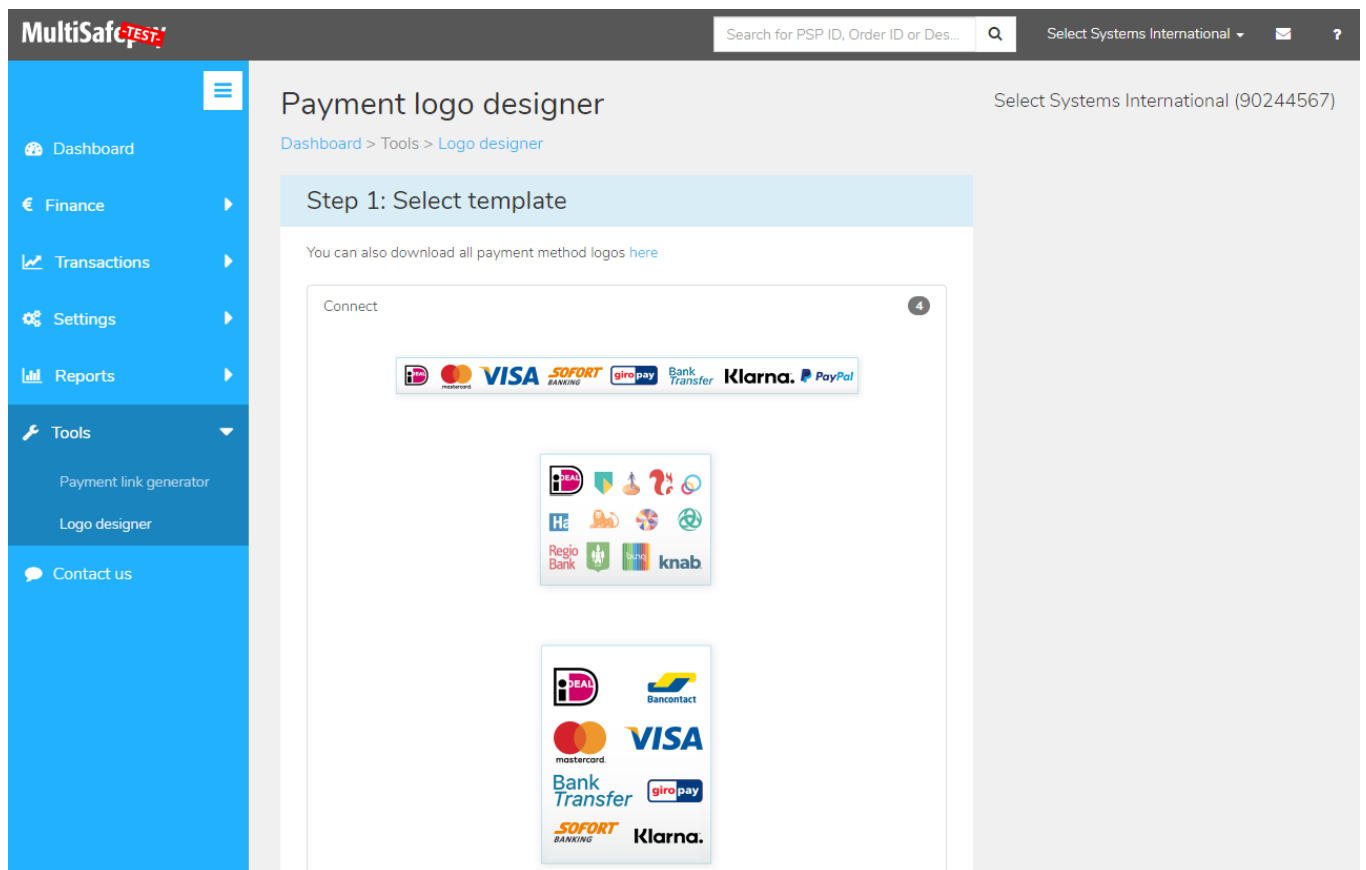 MultiSafepay -TEST-
Search for PSP ID, Order ID or Des...
Select Systems International
?
Payment logo designer
Select Systems International (90244567)
Dashboard > Tools > Logo designer
Dashboard
€ Finance
Transactions
Settings
Reports
Tools
Payment link generator
Logo designer
Contact us
Step 1: Select template
You can also download all payment method logos here
Connect
4
iDEAL mastercard. VISA SOFORT BANKING giropay Bank Transfer Klarna. PayPal
iDEAL
Ha
Regio
Bank
bunq
knab.
iDEAL
Bancontact
mastercard.
VISA
Bank
Transfer
giropay
SOFORT
BANKING
Klarna.